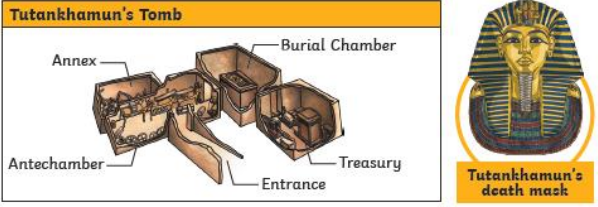 Tutankhamun's Tomb
Annex
Burial Chamber
Antechamber
Treasury
Entrance
Tutankhamun's
death mask